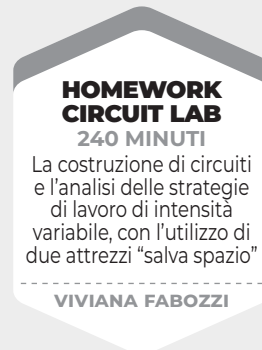 HOMEWORK
CIRCUIT LAB
240 MINUTI
La costruzione di circuiti
e l'analisi delle strategie
di lavoro di intensità
variabile, con l'utilizzo di
due attrezzi “salva spazio”
VIVIANA FABOZZI